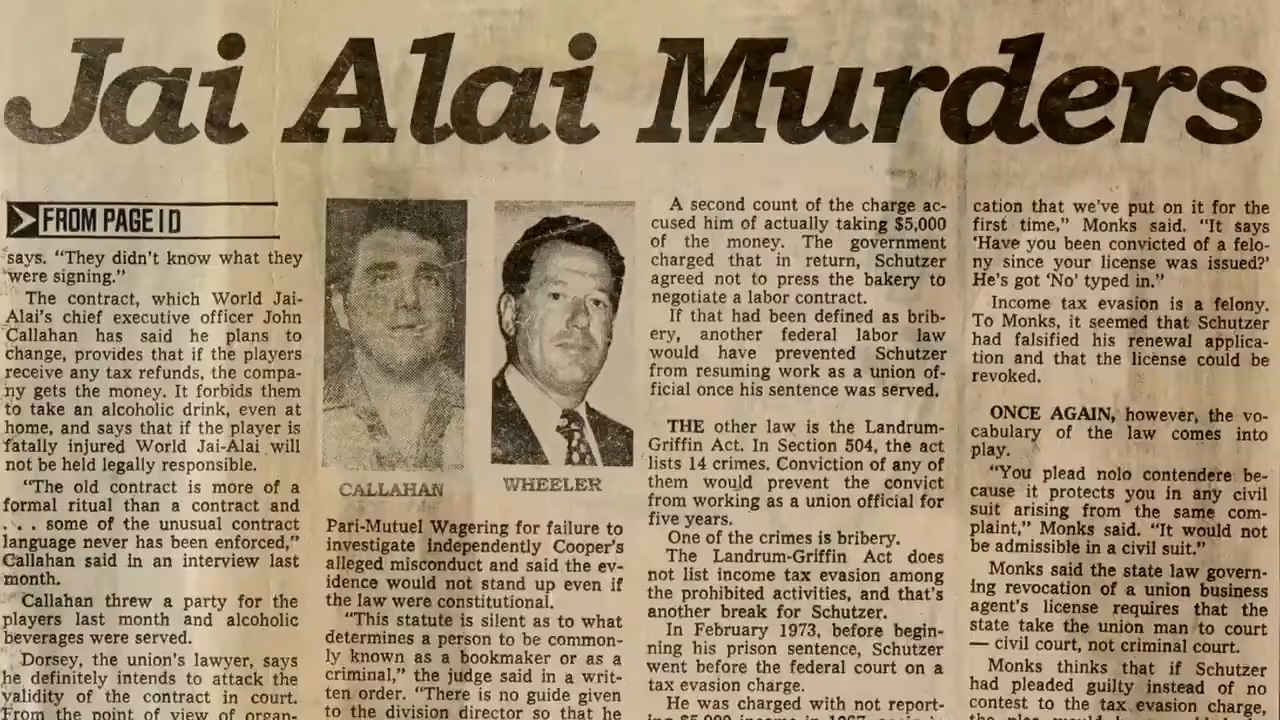 Jai Alai Murders
FROM PAGE 1D
says. “They didn’t know what they
were signing.”
The contract, which World Jai-
Alai’s chief executive officer John
Callahan has said he plans to
change, provides that if the players
receive any tax refunds, the compa-
ny gets the money. It forbids them
to take an alcoholic drink, even at
home, and says that if the player is
fatally injured World Jai-Alai will
not be held legally responsible.
“The old contract is more of a
formal ritual than a contract and
. . . some of the unusual contract
language never has been enforced,”
Callahan said in an interview last
month.
Callahan threw a party for the
players last month and alcoholic
beverages were served.
Dorsey, the union’s lawyer, says
he definitely intends to attack the
validity of the contract in court.
From the point of view of organ-
CALLAHAN
WHEELER
Pari-Mutuel Wagering for failure to
investigate independently Cooper’s
alleged misconduct and said the ev-
idence would not stand up even if
the law were constitutional.
“This statute is silent as to what
determines a person to be common-
ly known as a bookmaker or as a
criminal,” the judge said in a writ-
ten order. “There is no guide given
to the division director so that he
A second count of the charge ac-
cused him of actually taking $5,000
of the money. The government
charged that in return, Schutzer
agreed not to press the bakery to
negotiate a labor contract.
If that had been defined as brib-
ery, another federal labor law
would have prevented Schutzer
from resuming work as a union of-
ficial once his sentence was served.
THE other law is the Landrum-
Griffin Act. In Section 504, the act
lists 14 crimes. Conviction of any of
them would prevent the convict
from working as a union official for
five years.
One of the crimes is bribery.
The Landrum-Griffin Act does
not list income tax evasion among
the prohibited activities, and that’s
another break for Schutzer.
In February 1973, before begin-
ning his prison sentence, Schutzer
went before the federal court on a
tax evasion charge.
He was charged with not report-
ing $5,000 income in 1967,
cation that we’ve put on it for the
first time,” Monks said. “It says
‘Have you been convicted of a felo-
ny since your license was issued?’
He’s got ‘No’ typed in.”
Income tax evasion is a felony.
To Monks, it seemed that Schutzer
had falsified his renewal applica-
tion and that the license could be
revoked.
ONCE AGAIN, however, the vo-
cabulary of the law comes into
play.
“You plead nolo contendere be-
cause it protects you in any civil
suit arising from the same com-
plaint,” Monks said. “It would not
be admissible in a civil suit.”
Monks said the state law govern-
ing revocation of a union business
agent’s license requires that the
state take the union man to court
— civil court, not criminal court.
Monks thinks that if Schutzer
had pleaded guilty instead of no
contest to the tax evasion charge,
the plea would